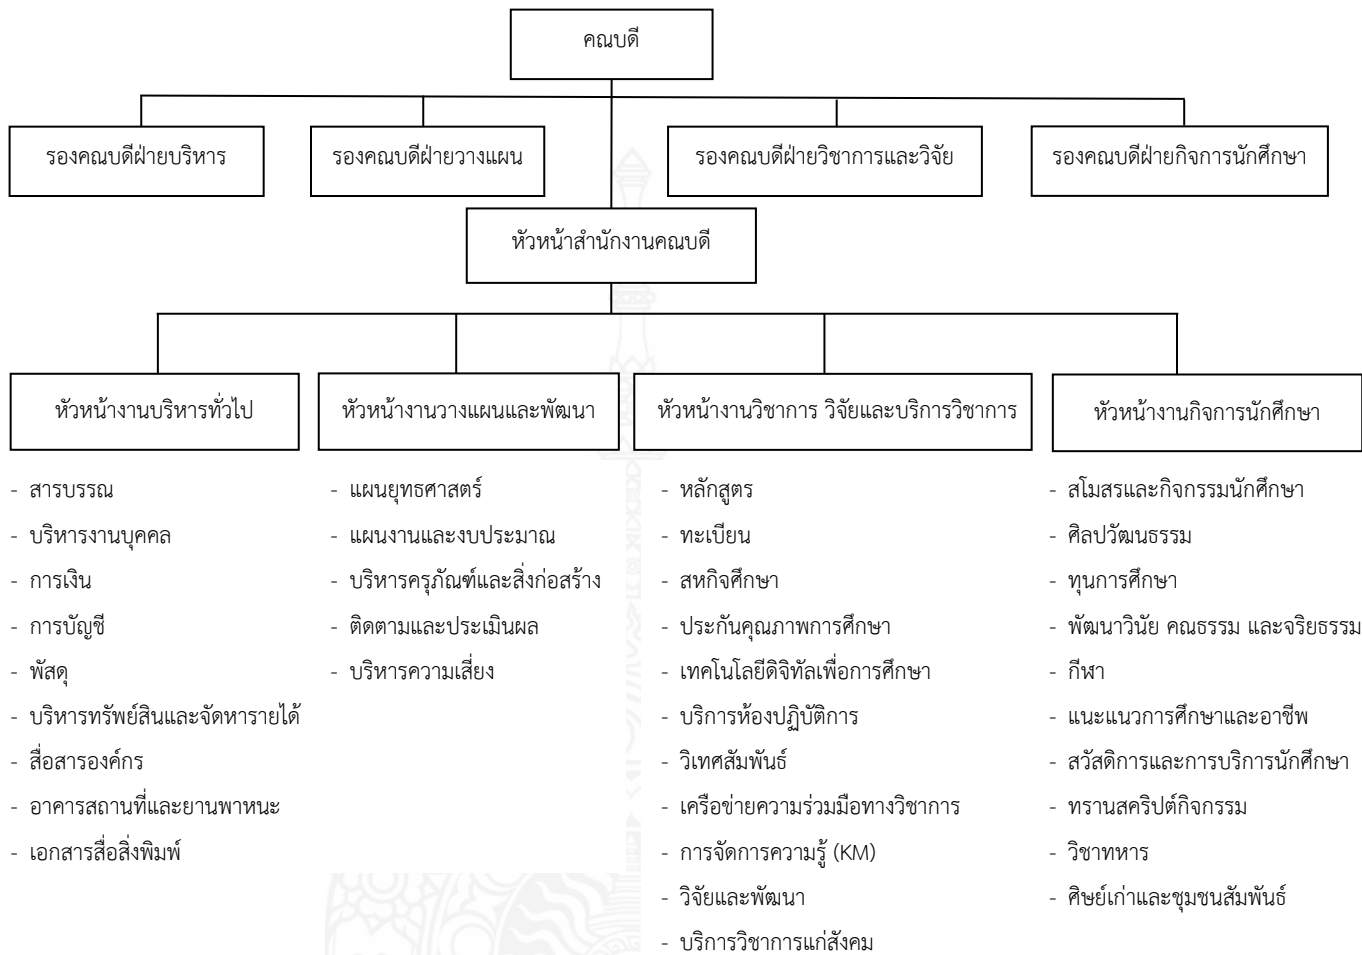 คณบดี
รองคณบดีฝ่ายบริหาร
รองคณบดีฝ่ายวางแผน
รองคณบดีฝ่ายวิชาการและวิจัย
รองคณบดีฝ่ายกิจการนักศึกษา
หัวหน้าสำนักงานคณบดี
หัวหน้างานบริหารทั่วไป
หัวหน้างานวางแผนและพัฒนา
หัวหน้างานวิชาการ วิจัยและบริการวิชาการ
หัวหน้างานกิจการนักศึกษา
- สารบรรณ
- บริหารงานบุคคล
- การเงิน
- การบัญชี
- พัสดุ
- บริหารทรัพย์สินและจัดหารายได้
- สื่อสารองค์กร
- อาคารสถานที่และยานพาหนะ
- เอกสารสื่อสิ่งพิมพ์
- แผนยุทธศาสตร์
- แผนงานและงบประมาณ
- บริหารครุภัณฑ์และสิ่งก่อสร้าง
- ติดตามและประเมินผล
- บริหารความเสี่ยง
- หลักสูตร
- ทะเบียน
- สหกิจศึกษา
- ประกันคุณภาพการศึกษา
- เทคโนโลยีดิจิทัลเพื่อการศึกษา
- บริการห้องปฏิบัติการ
- วิเทศสัมพันธ์
- เครือข่ายความร่วมมือทางวิชาการ
- การจัดการความรู้ (KM)
- วิจัยและพัฒนา
- บริการวิชาการแก่สังคม
- สโมสรและกิจกรรมนักศึกษา
- ศิลปวัฒนธรรม
- ทุนการศึกษา
- พัฒนาวินัย คณธรรม และจริยธรรม
- กีฬา
- แนะแนวการศึกษาและอาชีพ
- สวัสดิการและการบริการนักศึกษา
- ทรานสคริปต์กิจกรรม
- วิชาทหาร
- ศิษย์เก่าและชุมชนสัมพันธ์